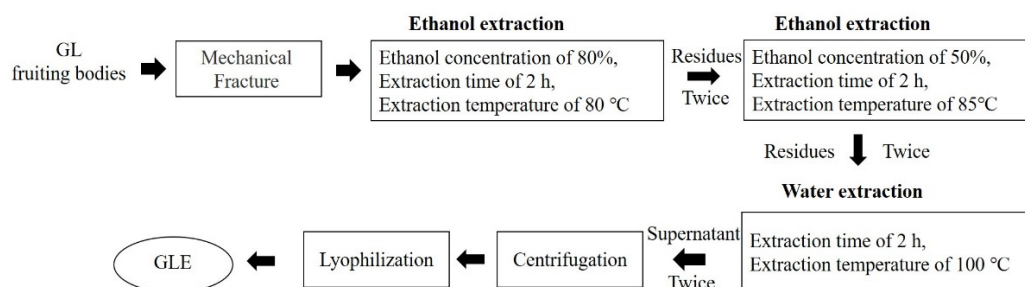 GL
fruiting bodies
Mechanical
Fracture
Ethanol extraction
Ethanol concentration of 80%,
Extraction time of 2 h,
Extraction temperature of 80 ℃
Residues
Twice
Ethanol extraction
Ethanol concentration of 50%,
Extraction time of 2 h,
Extraction temperature of 85℃
Residues Twice
Water extraction
Extraction time of 2 h,
Extraction temperature of 100 ℃
Supernatant
Twice
Centrifugation
Lyophilization
GLE